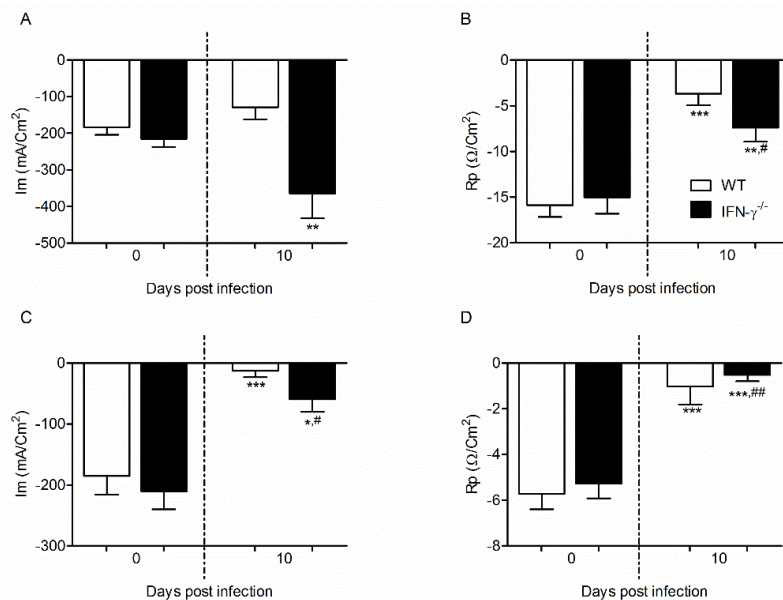 A
Im (mA/Cm²)
0
-100
-200
-300
-400
-500
**
0
10
Days post infection
B
Rp (Ω/Cm²)
0
-5
-10
-15
-20
***
**,#
WT
IFN-γ⁻/⁻
0
10
Days post infection
C
Im (mA/Cm²)
0
-100
-200
-300
***
*,#
0
10
Days post infection
D
Rp (Ω/Cm²)
0
-2
-4
-6
-8
***
***,##
0
10
Days post infection